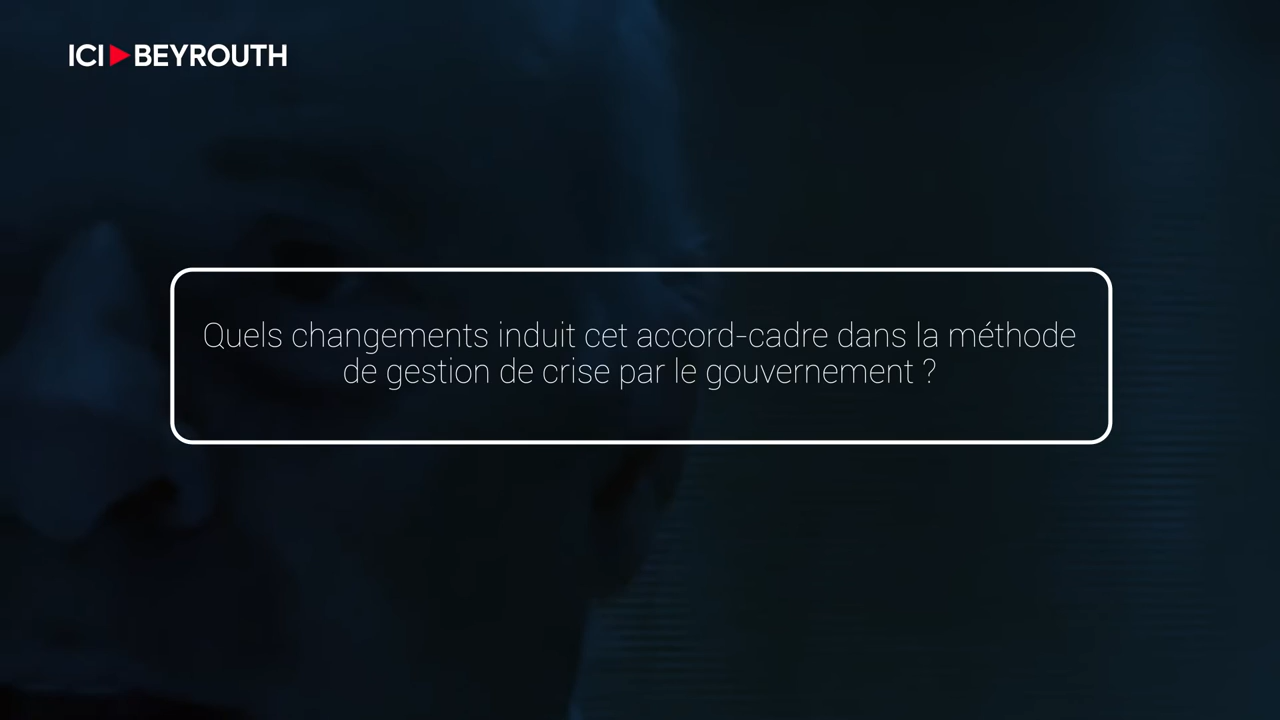 ICI BEYROUTH
Quels changements induit cet accord-cadre dans la méthode
de gestion de crise par le gouvernement ?